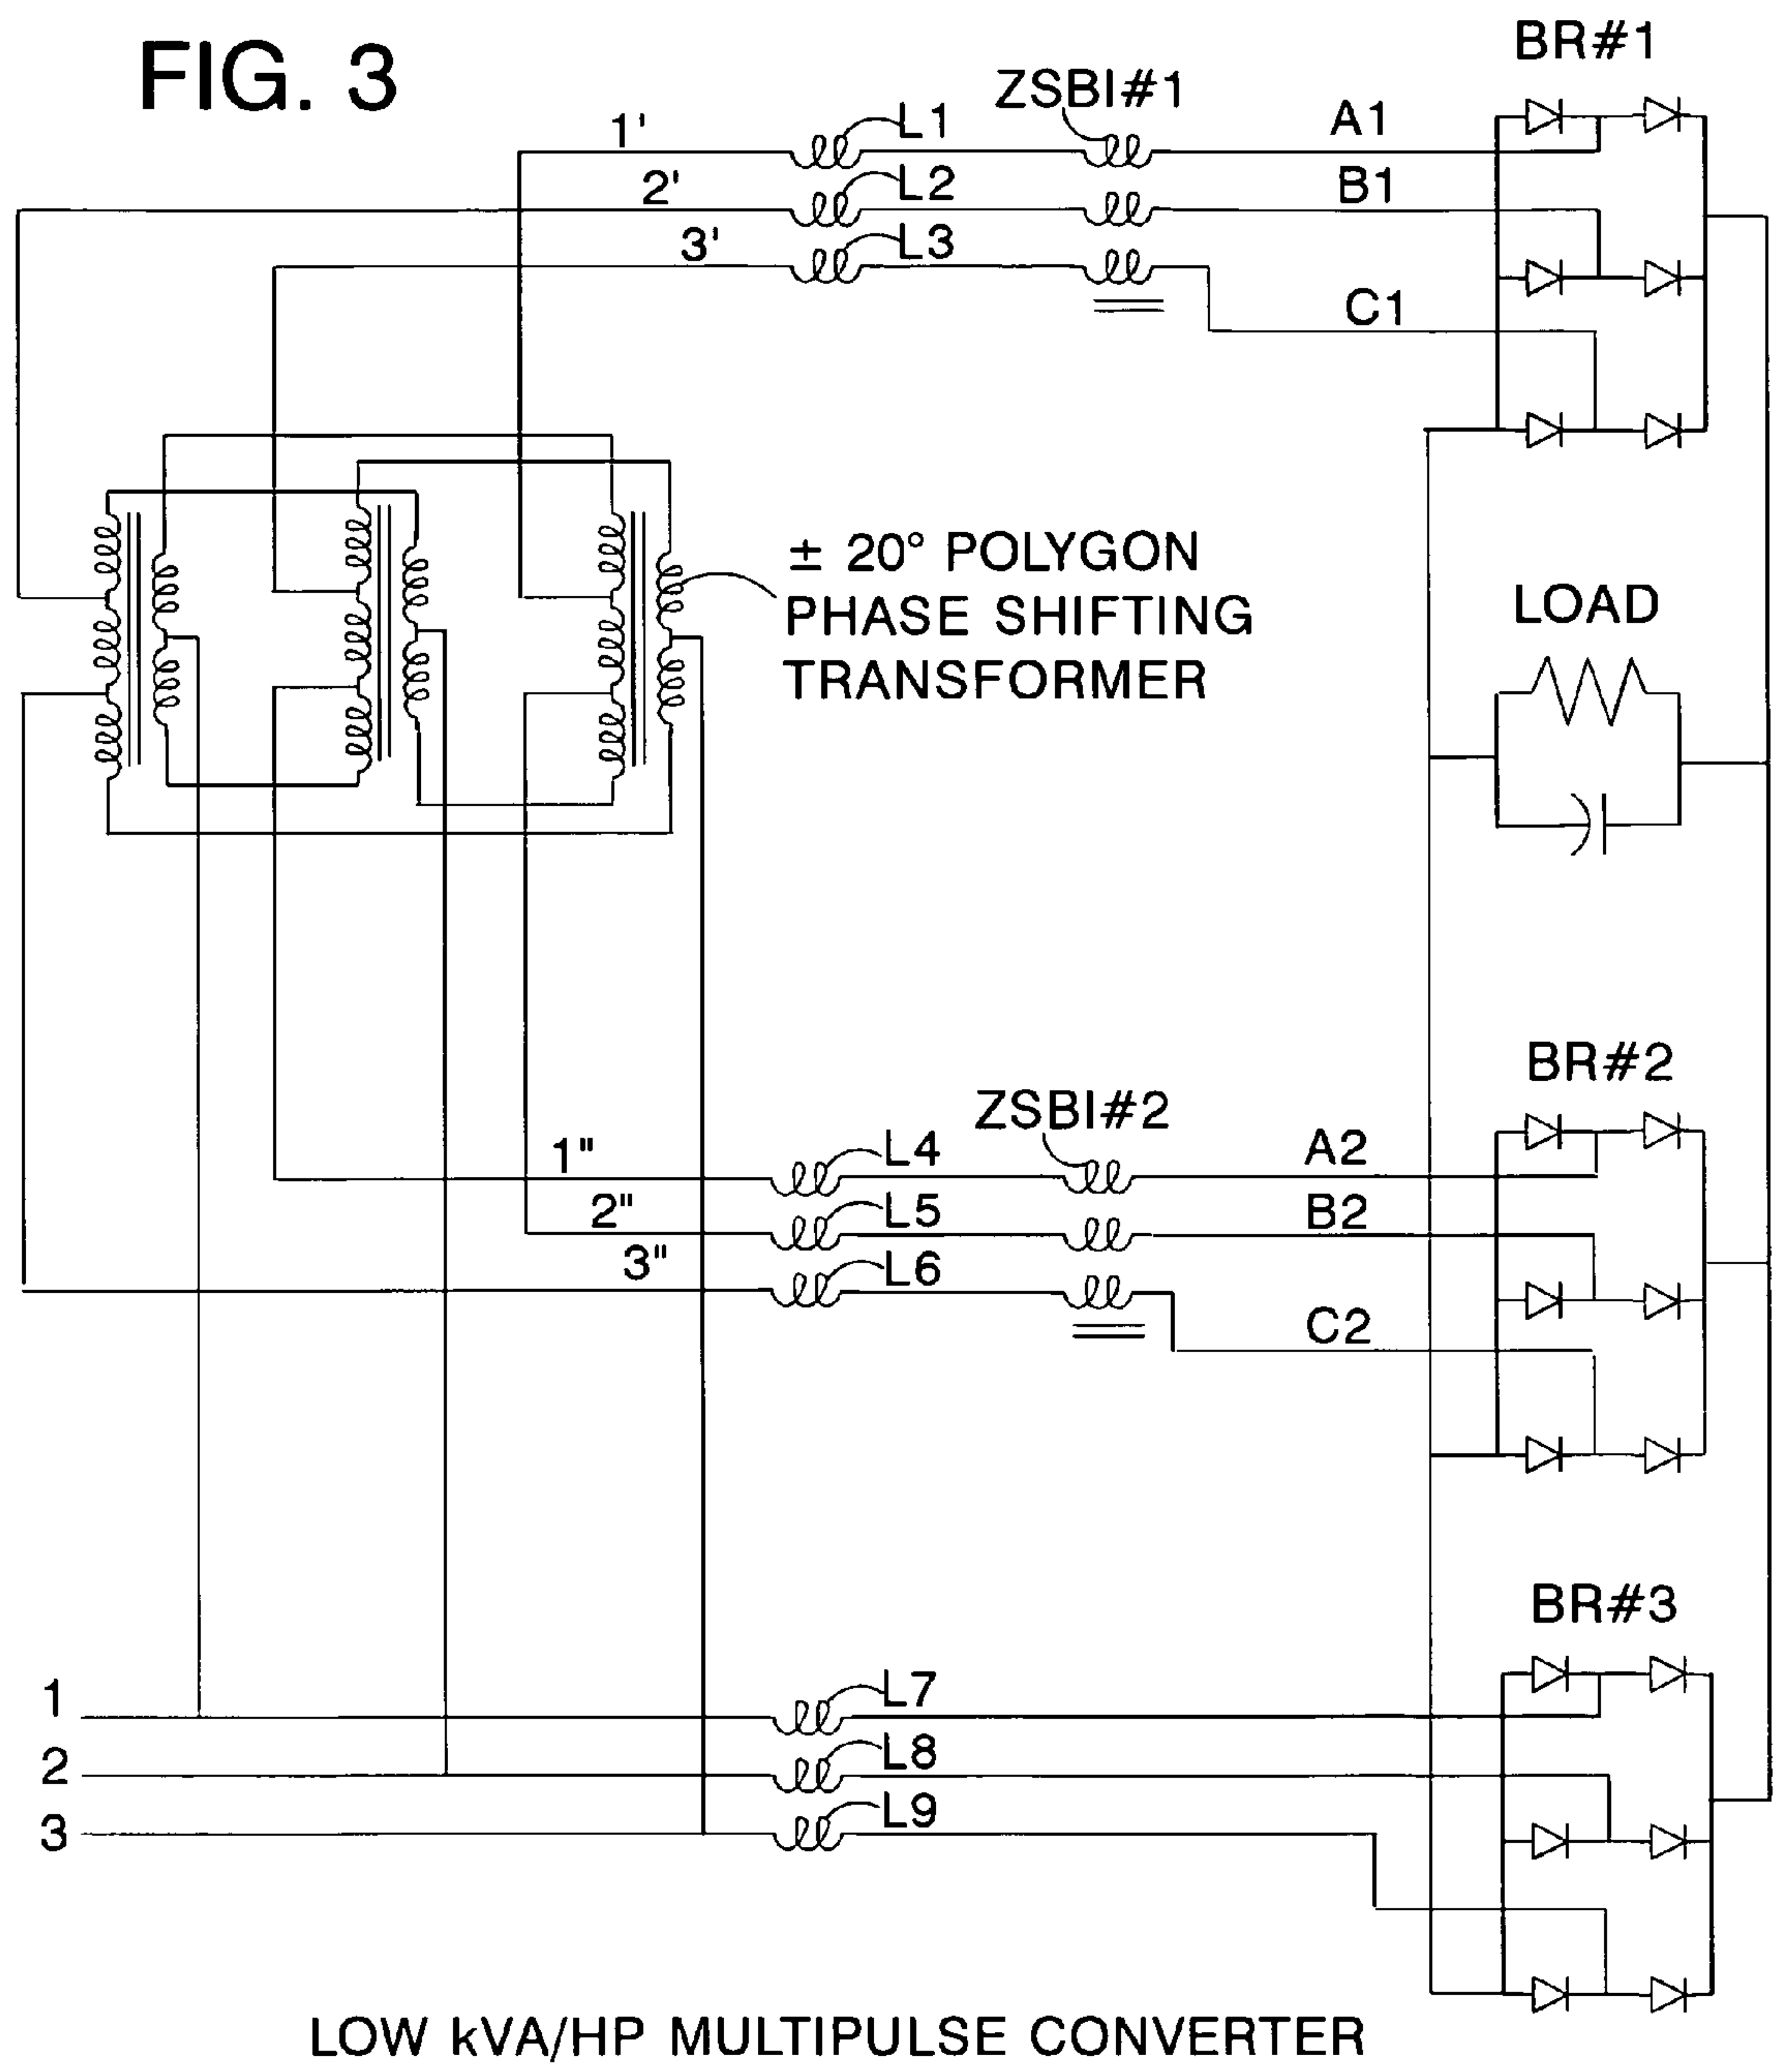 FIG. 3
BR#1
ZSBI#1
1'
L1
A1
2'
L2
B1
3'
L3
C1
± 20° POLYGON
PHASE SHIFTING
TRANSFORMER
LOAD
BR#2
ZSBI#2
1"
L4
A2
2"
L5
B2
3"
L6
C2
BR#3
1
L7
2
L8
3
L9
LOW kVA/HP MULTIPULSE CONVERTER